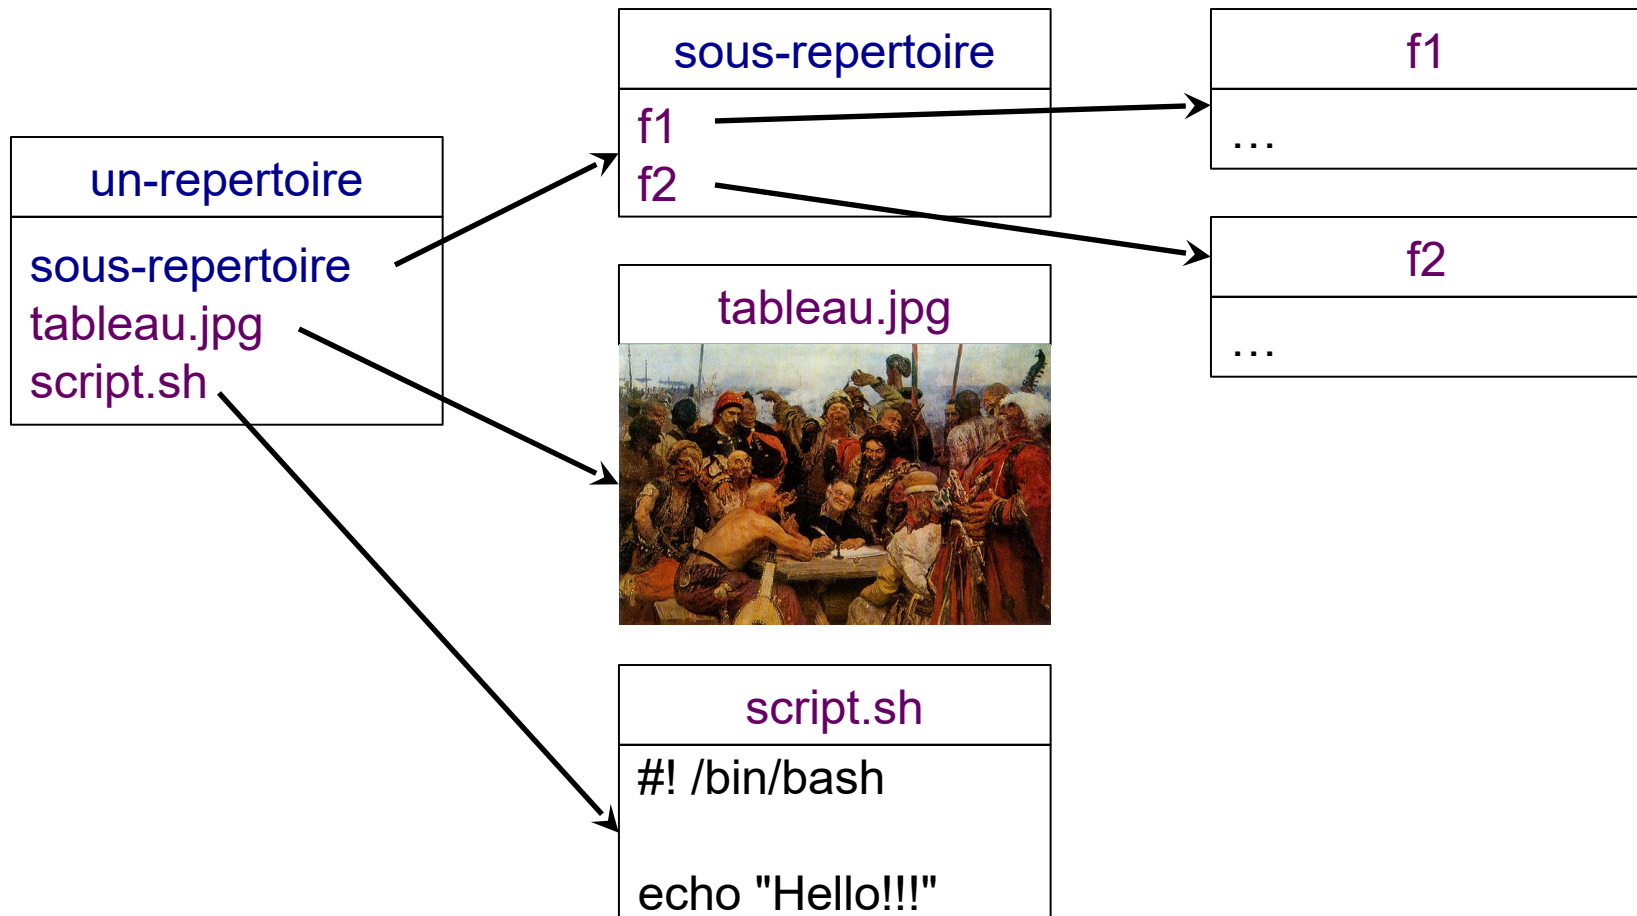 un-repertoire
sous-repertoire
tableau.jpg
script.sh
sous-repertoire
f1
f2
tableau.jpg
script.sh
#! /bin/bash
echo "Hello!!!"
f1
...
f2
...